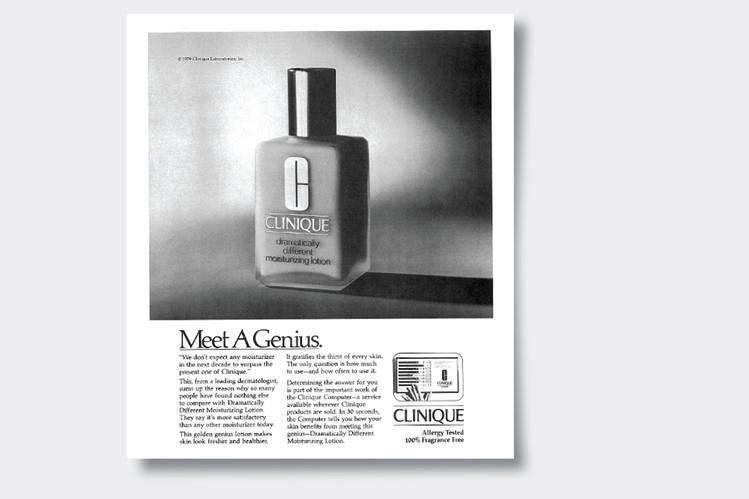 © 1979 Clinique Laboratories, Inc.
CLINIQUE
dramatically
different
moisturizing lotion
Meet A Genius.
"We don't expect any moisturizer
in the next decade to surpass the
present one of Clinique."
This, from a leading dermatologist,
sums up the reason why so many
people have found nothing else
to compare with Dramatically
Different Moisturizing Lotion.
They say it's more satisfactory
than any other moisturizer today.
This golden genius lotion makes
skin look fresher and healthier.
It gratifies the thirst of every skin.
The only question is how much
to use—and how often to use it.
Determining the answer for you
is part of the important work of
the Clinique Computer—a service
available wherever Clinique
products are sold. In 30 seconds,
the Computer tells you how your
skin benefits from meeting this
genius—Dramatically Different
Moisturizing Lotion.
CLINIQUE
CLINIQUE
Allergy Tested
100% Fragrance Free